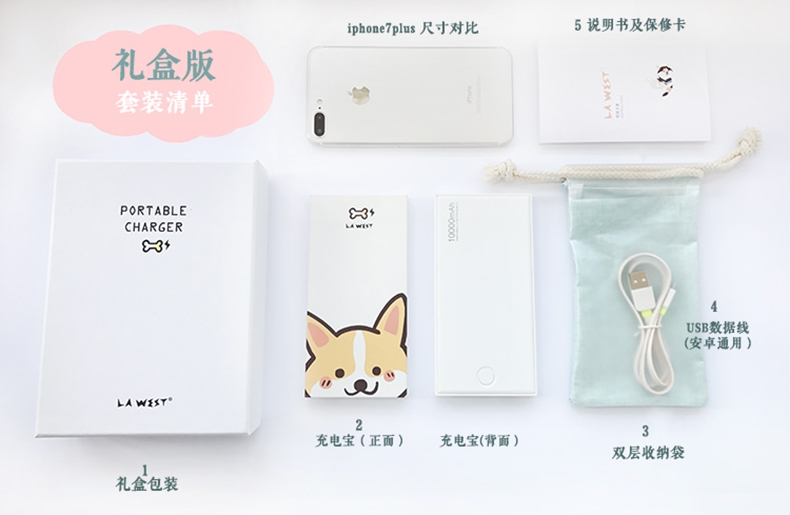 礼盒版
套装清单
iphone7plus 尺寸对比
5 说明书及保修卡
iPhone
LA WEST
PORTABLE
CHARGER
LA WEST
10000mAh
LA WEST®
4
USB数据线
(安卓通用)
2
充电宝(正面)
充电宝(背面)
3
双层收纳袋
1
礼盒包装